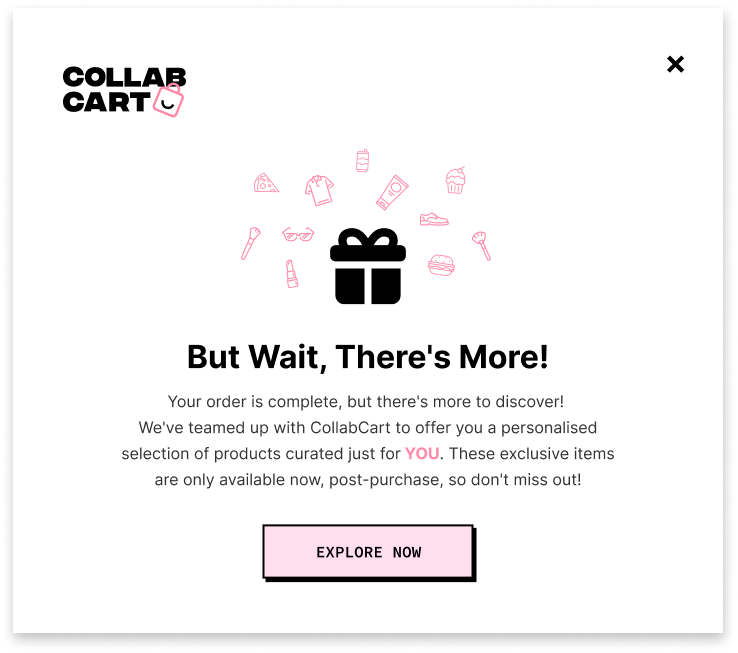 COLLAB
CART
But Wait, There's More!
Your order is complete, but there's more to discover!
We've teamed up with CollabCart to offer you a personalised
selection of products curated just for YOU. These exclusive items
are only available now, post-purchase, so don't miss out!
EXPLORE NOW